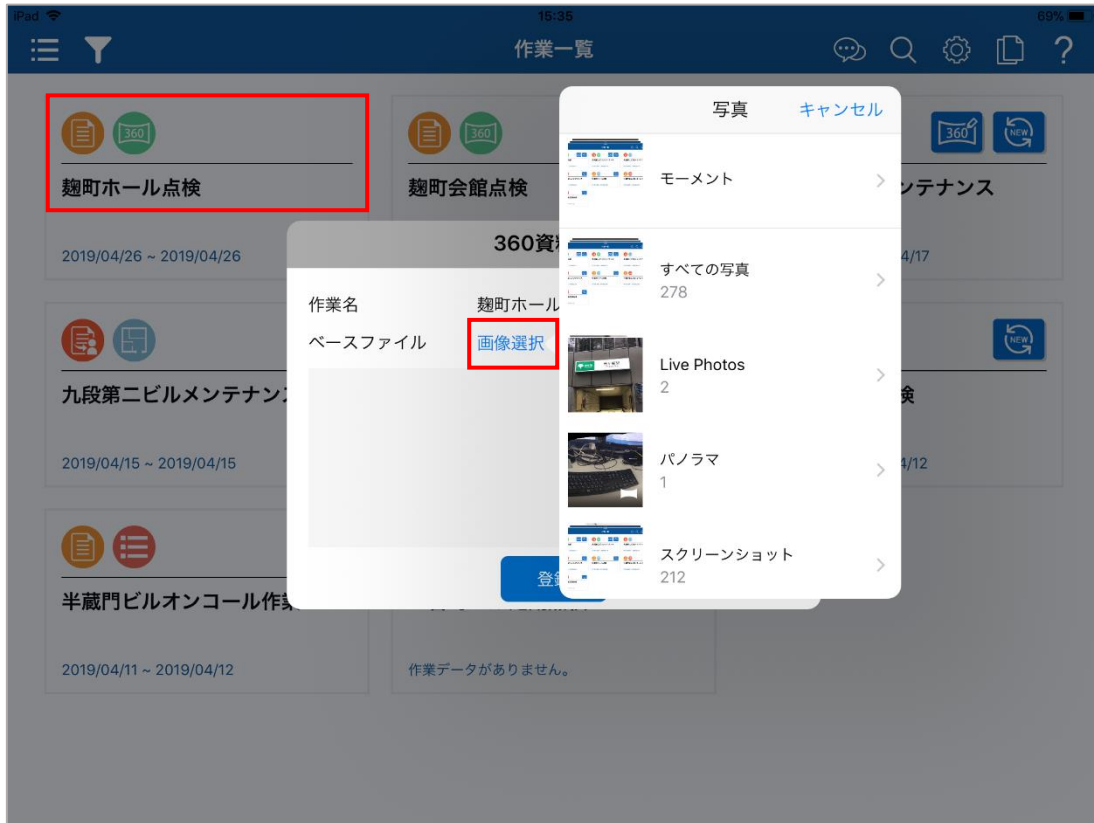 iPad 15:35 69%
作業一覧
?
360 360 360 NEW
麹町ホール点検
麹町会館点検
ンテナンス
2019/04/26 ~ 2019/04/26
4/17
写真 キャンセル
モーメント
すべての写真
278
Live Photos
2
パノラマ
1
スクリーンショット
212
360資
作業名 麹町ホール
ベースファイル 画像選択
登
NEW
九段第二ビルメンテナン
検
2019/04/15 ~ 2019/04/15
4/12
半蔵門ビルオンコール作業
2019/04/11 ~ 2019/04/12
作業データがありません。